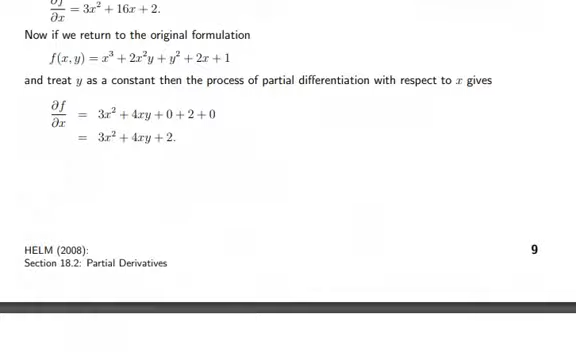 ∂f/∂x = 3x² + 16x + 2.
Now if we return to the original formulation
f(x, y) = x³ + 2x²y + y² + 2x + 1
and treat y as a constant then the process of partial differentiation with respect to x gives
∂f/∂x = 3x² + 4xy + 0 + 2 + 0
= 3x² + 4xy + 2.
HELM (2008):
Section 18.2: Partial Derivatives
9